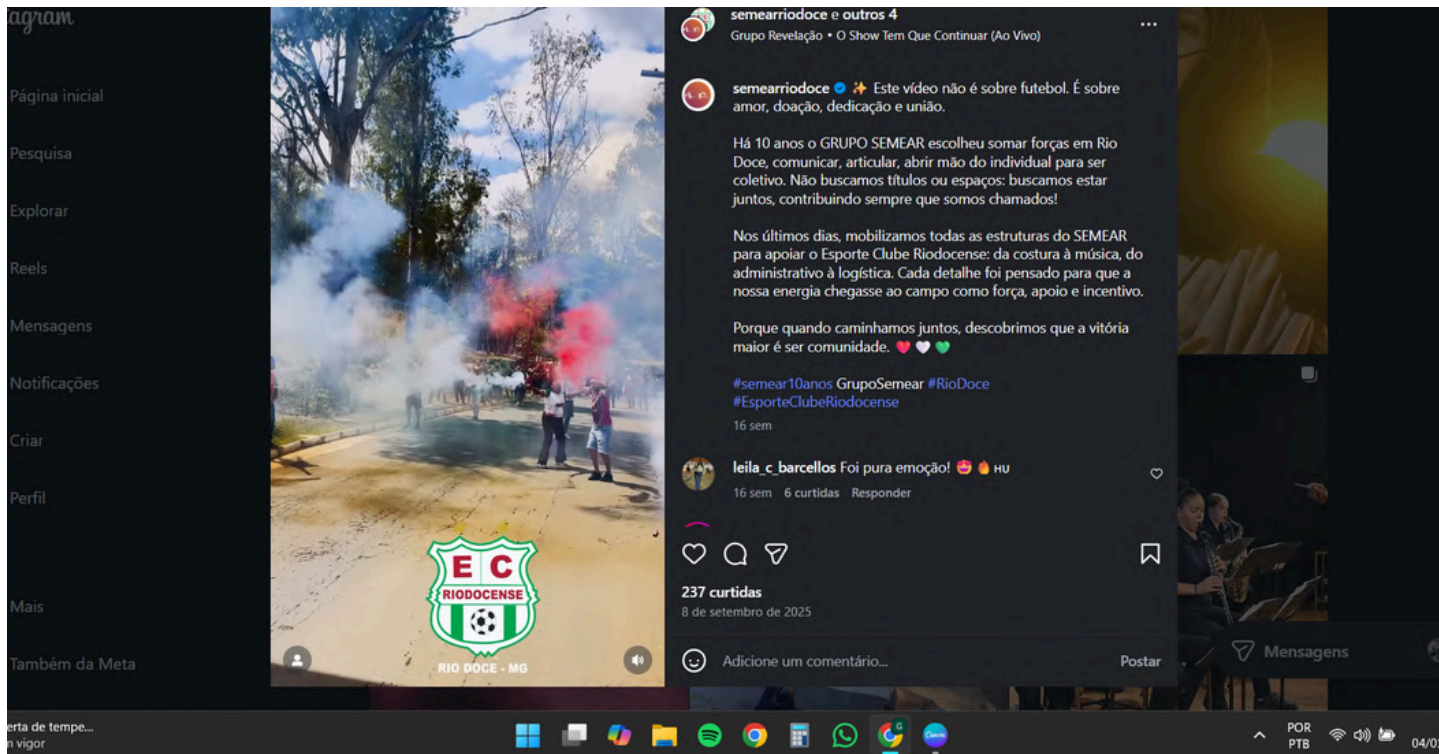 Página inicial
Pesquisa
Explorar
Reels
Mensagens
Notificações
Criar
Perfil
Mais
Também da Meta
E C
RIODOCENSE
RIO DOCE - MG
semearriodoce e outros 4
Grupo Revelação • O Show Tem Que Continuar (Ao Vivo)
semearriodoce ✨ Este vídeo não é sobre futebol. É sobre
amor, doação, dedicação e união.
Há 10 anos o GRUPO SEMEAR escolheu somar forças em Rio
Doce, comunicar, articular, abrir mão do individual para ser
coletivo. Não buscamos títulos ou espaços: buscamos estar
juntos, contribuindo sempre que somos chamados!
Nos últimos dias, mobilizamos todas as estruturas do SEMEAR
para apoiar o Esporte Clube Riodocense: da costura à música, do
administrativo à logística. Cada detalhe foi pensado para que a
nossa energia chegasse ao campo como força, apoio e incentivo.
Porque quando caminhamos juntos, descobrimos que a vitória
maior é ser comunidade. ❤️🤍💚
#semear10anos GrupoSemear #RioDoce
#EsporteClubeRiodocense
16 sem
leila_c_barcellos Foi pura emoção! 🤩🔥 HU
16 sem 6 curtidas Responder
237 curtidas
8 de setembro de 2025
Adicione um comentário... Postar
Mensagens
erta de tempe...
n vigor
POR
PTB
04/0